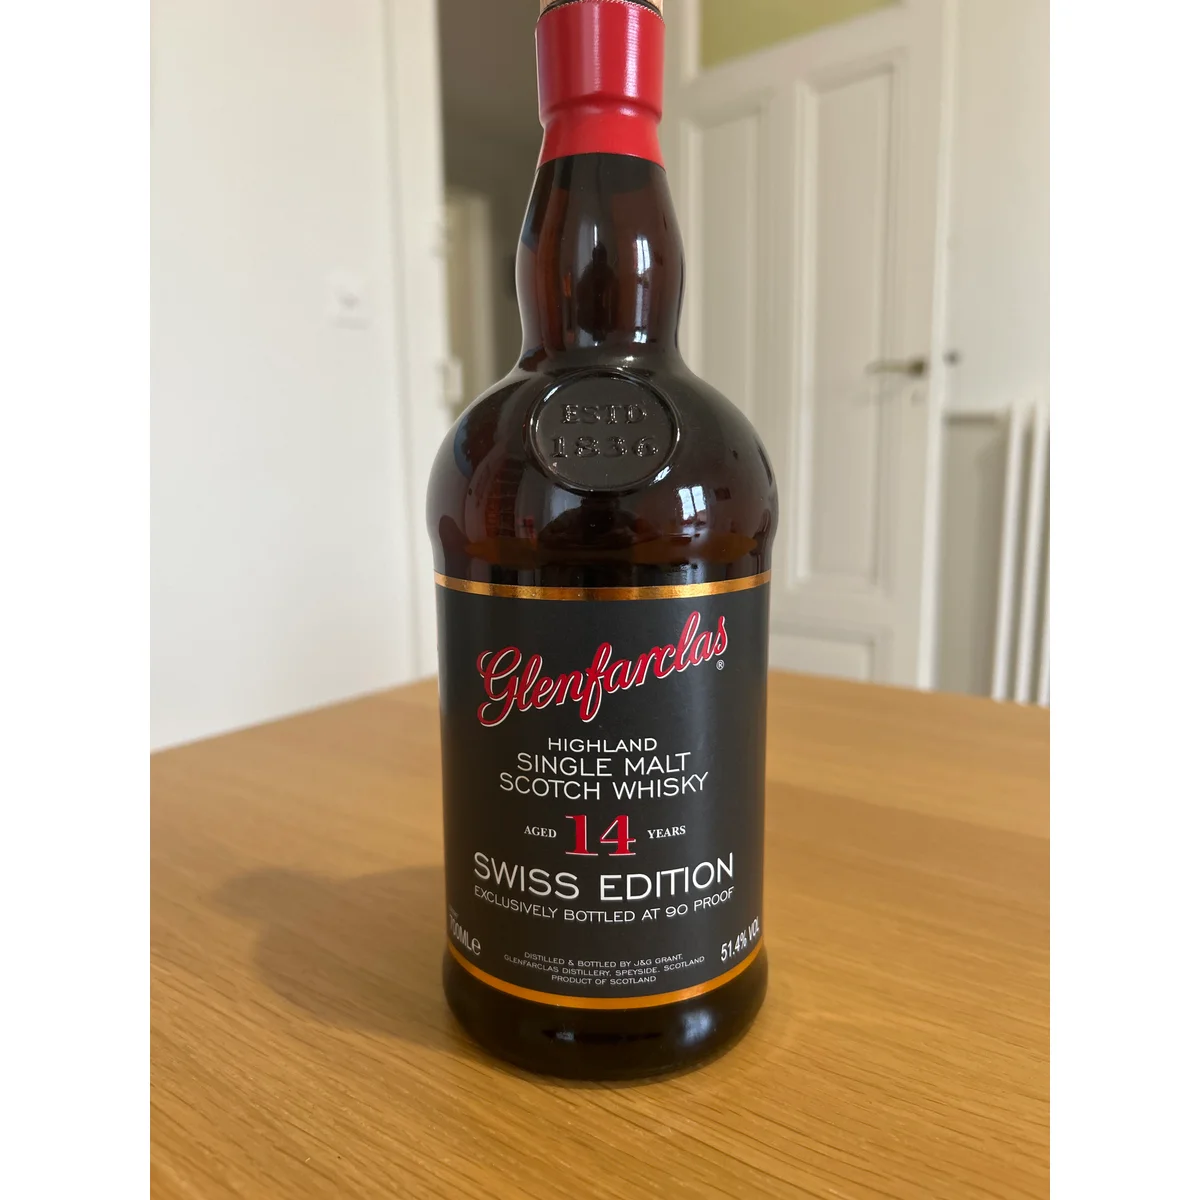 ESTD
1836
Glenfarclas®
HIGHLAND
SINGLE MALT
SCOTCH WHISKY
AGED 14 YEARS
SWISS EDITION
EXCLUSIVELY BOTTLED AT 90 PROOF
700ML℮
51.4% VOL
DISTILLED & BOTTLED BY J&G GRANT,
GLENFARCLAS DISTILLERY, SPEYSIDE, SCOTLAND
PRODUCT OF SCOTLAND